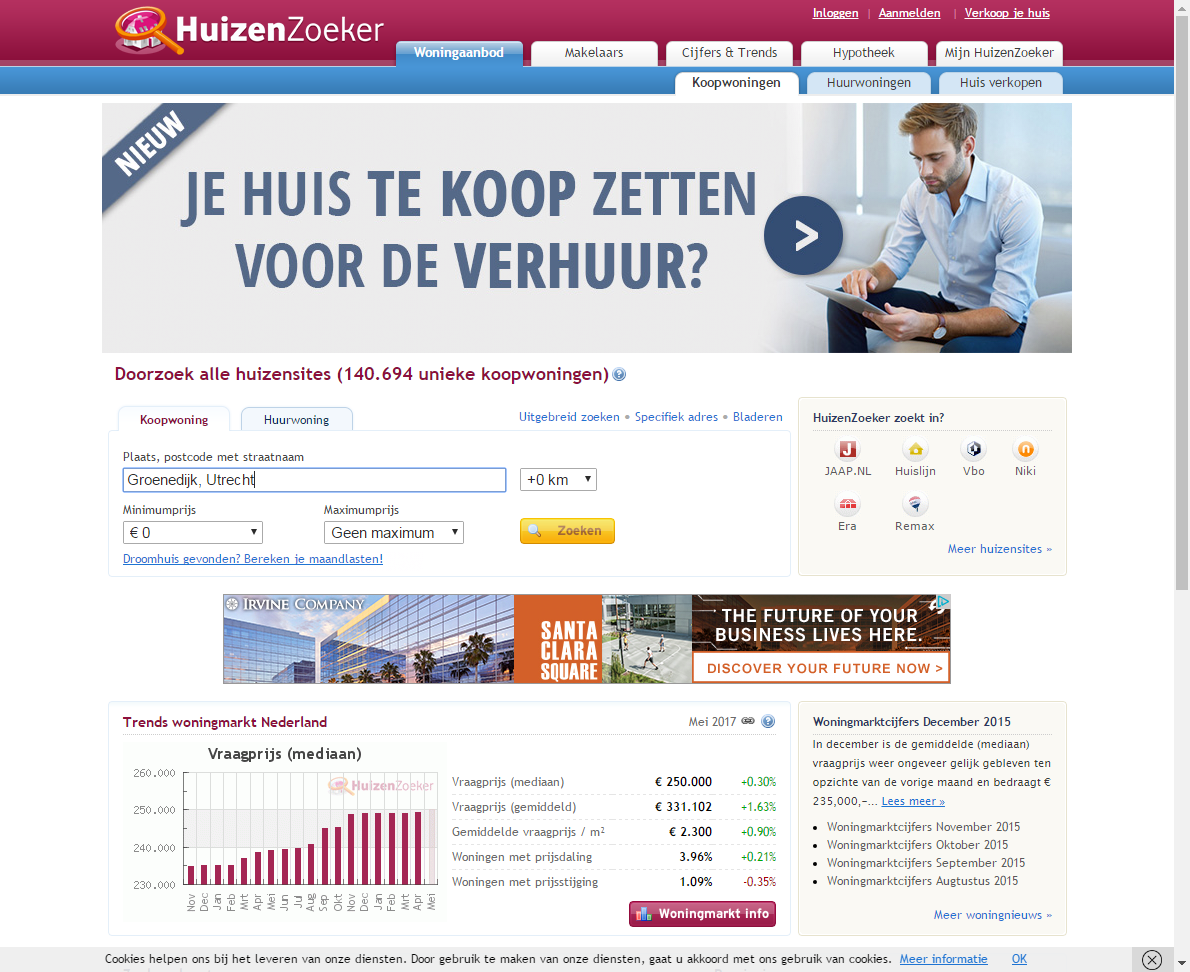 HuizenZoeker
Inloggen | Aanmelden | Verkoop je huis
Woningaanbod Makelaars Cijfers & Trends Hypotheek Mijn HuizenZoeker
Koopwoningen Huurwoningen Huis verkopen
NIEUW
JE HUIS TE KOOP ZETTEN
VOOR DE VERHUUR?
>
Doorzoek alle huizensites (140.694 unieke koopwoningen) ?
Koopwoning Huurwoning
Uitgebreid zoeken • Specifiek adres • Bladeren
Plaats, postcode met straatnaam
Groenedijk, Utrecht +0 km
Minimumprijs Maximumprijs
€ 0 Geen maximum Zoeken
Droomhuis gevonden? Bereken je maandlasten!
HuizenZoeker zoekt in?
JAAP.NL Huislijn Vbo Niki
Era Remax
Meer huizensites »
IRVINE COMPANY
SANTA
CLARA
SQUARE
THE FUTURE OF YOUR
BUSINESS LIVES HERE.
DISCOVER YOUR FUTURE NOW >
Trends woningmarkt Nederland Mei 2017 ?
Vraagprijs (mediaan)
HuizenZoeker
260.000
250.000
240.000
230.000
Nov Dec Jan Feb Mrt Apr Mei Jun Jul Aug Sep Okt Nov Dec Jan Feb Mrt Apr Mei
Vraagprijs (mediaan) € 250.000 +0.30%
Vraagprijs (gemiddeld) € 331.102 +1.63%
Gemiddelde vraagprijs / m² € 2.300 +0.90%
Woningen met prijsdaling 3.96% +0.21%
Woningen met prijsstijging 1.09% -0.35%
Woningmarkt info
Woningmarktcijfers December 2015
In december is de gemiddelde (mediaan)
vraagprijs weer ongeveer gelijk gebleven ten
opzichte van de vorige maand en bedraagt €
235,000,-... Lees meer »
• Woningmarktcijfers November 2015
• Woningmarktcijfers Oktober 2015
• Woningmarktcijfers September 2015
• Woningmarktcijfers Augtustus 2015
Meer woningnieuws »
Cookies helpen ons bij het leveren van onze diensten. Door gebruik te maken van onze diensten, gaat u akkoord met ons gebruik van cookies. Meer informatie OK